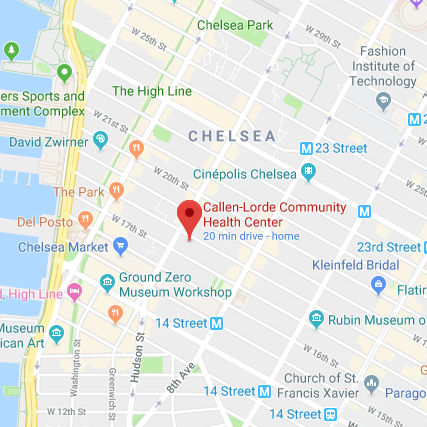 Chelsea Park
W 25th St
W 26th St
Fashion
Institute of
Technology
The High Line
ers Sports and
ment Complex
W 21st St
David Zwirner
CHELSEA
23 Street
W 20th St
Cinépolis Chelsea
The Park
Callen-Lorde Community
Health Center
20 min drive - home
W 17th St
Del Posto
Chelsea Market
23rd Street
Kleinfeld Bridal
Ground Zero
Museum Workshop
High Line
Flatir
14 Street
Rubin Museum of
Museum
ican Art
Hudson St
W 16th St
8th Ave
W 15th St
Washington St
Greenwich St
14 Street
Church of St.
Francis Xavier
Parago
W 12th St
14th Street